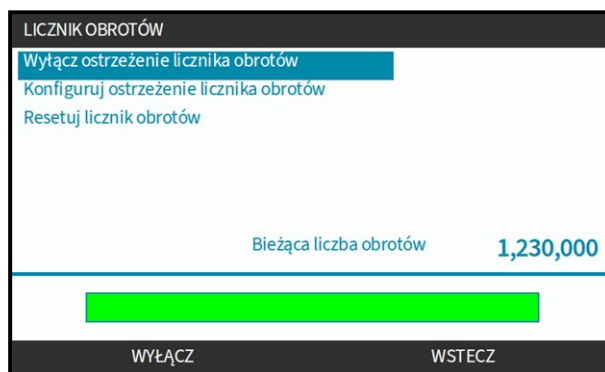 LICZNIK OBROTÓW
Wyłącz ostrzeżenie licznika obrotów
Konfiguruj ostrzeżenie licznika obrotów
Resetuj licznik obrotów
Bieżąca liczba obrotów 1,230,000
WYŁĄCZ WSTECZ